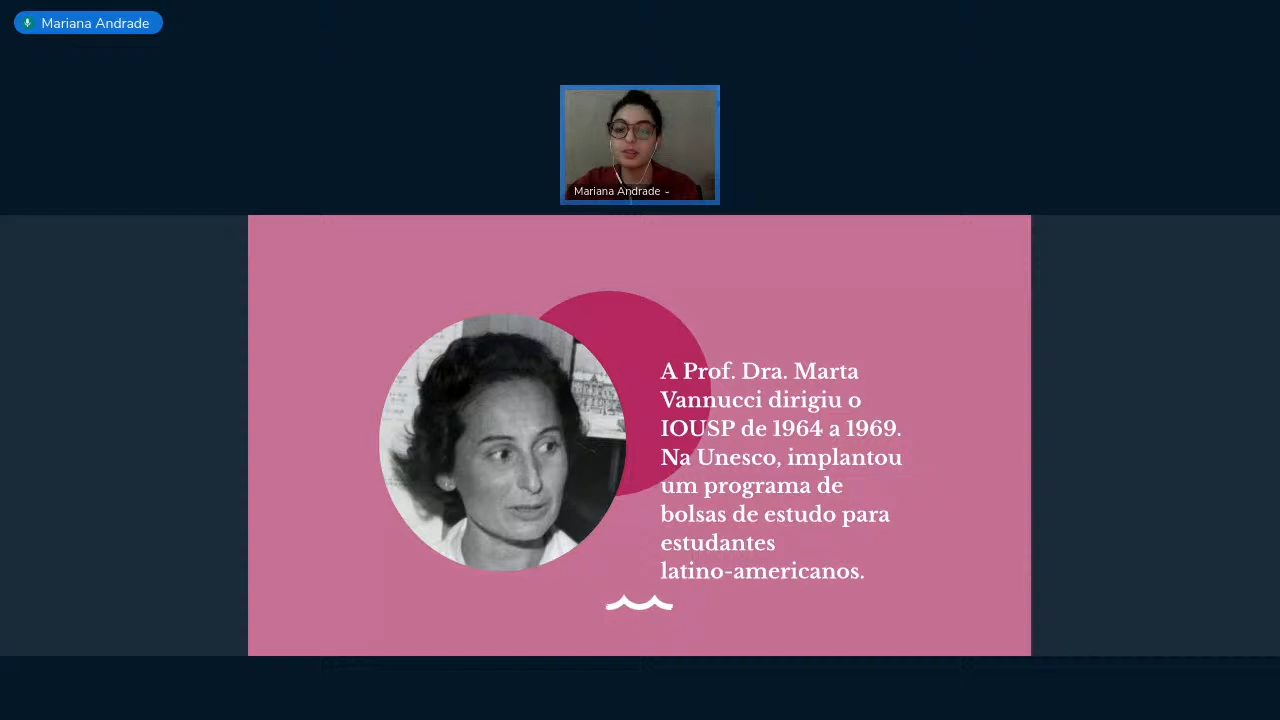 Mariana Andrade
Mariana Andrade
A Prof. Dra. Marta
Vannucci dirigiu o
IOUSP de 1964 a 1969.
Na Unesco, implantou
um programa de
bolsas de estudo para
estudantes
latino-americanos.